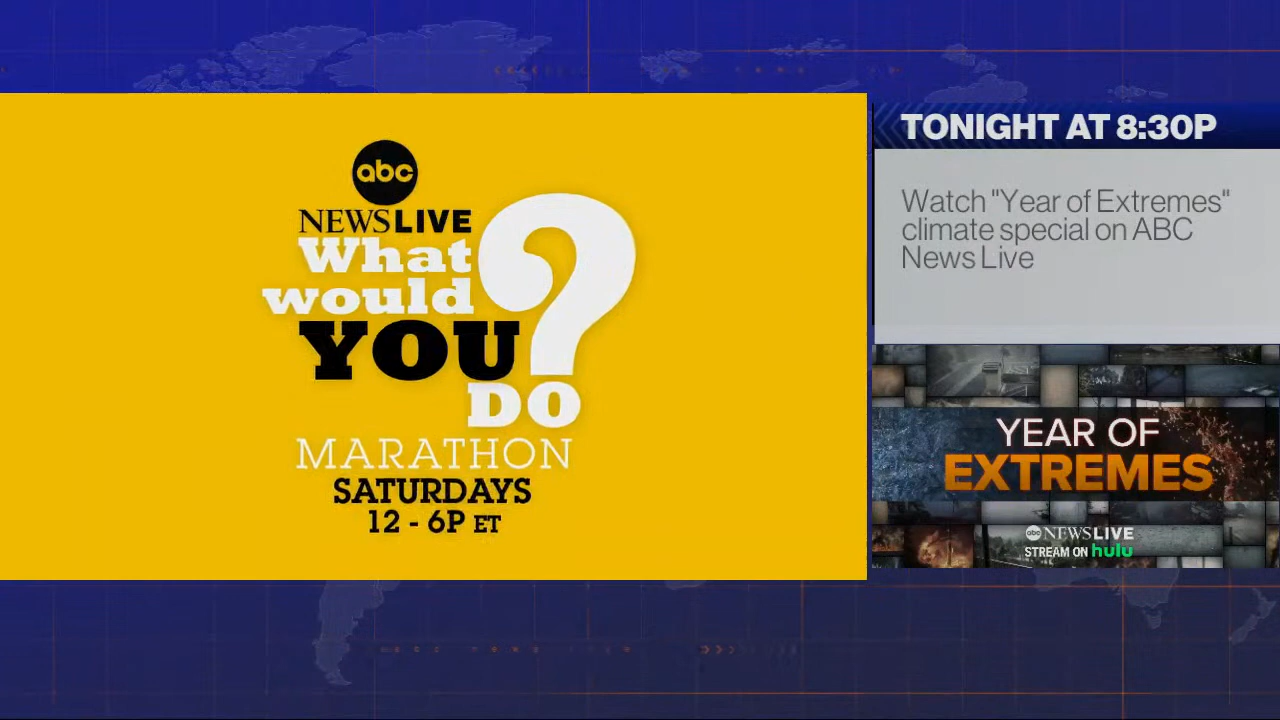 abc
NEWSLIVE
What
would
YOU?
DO
MARATHON
SATURDAYS
12 - 6P ET
TONIGHT AT 8:30P
Watch "Year of Extremes"
climate special on ABC
News Live
YEAR OF
EXTREMES
abc NEWSLIVE
STREAM ON hulu